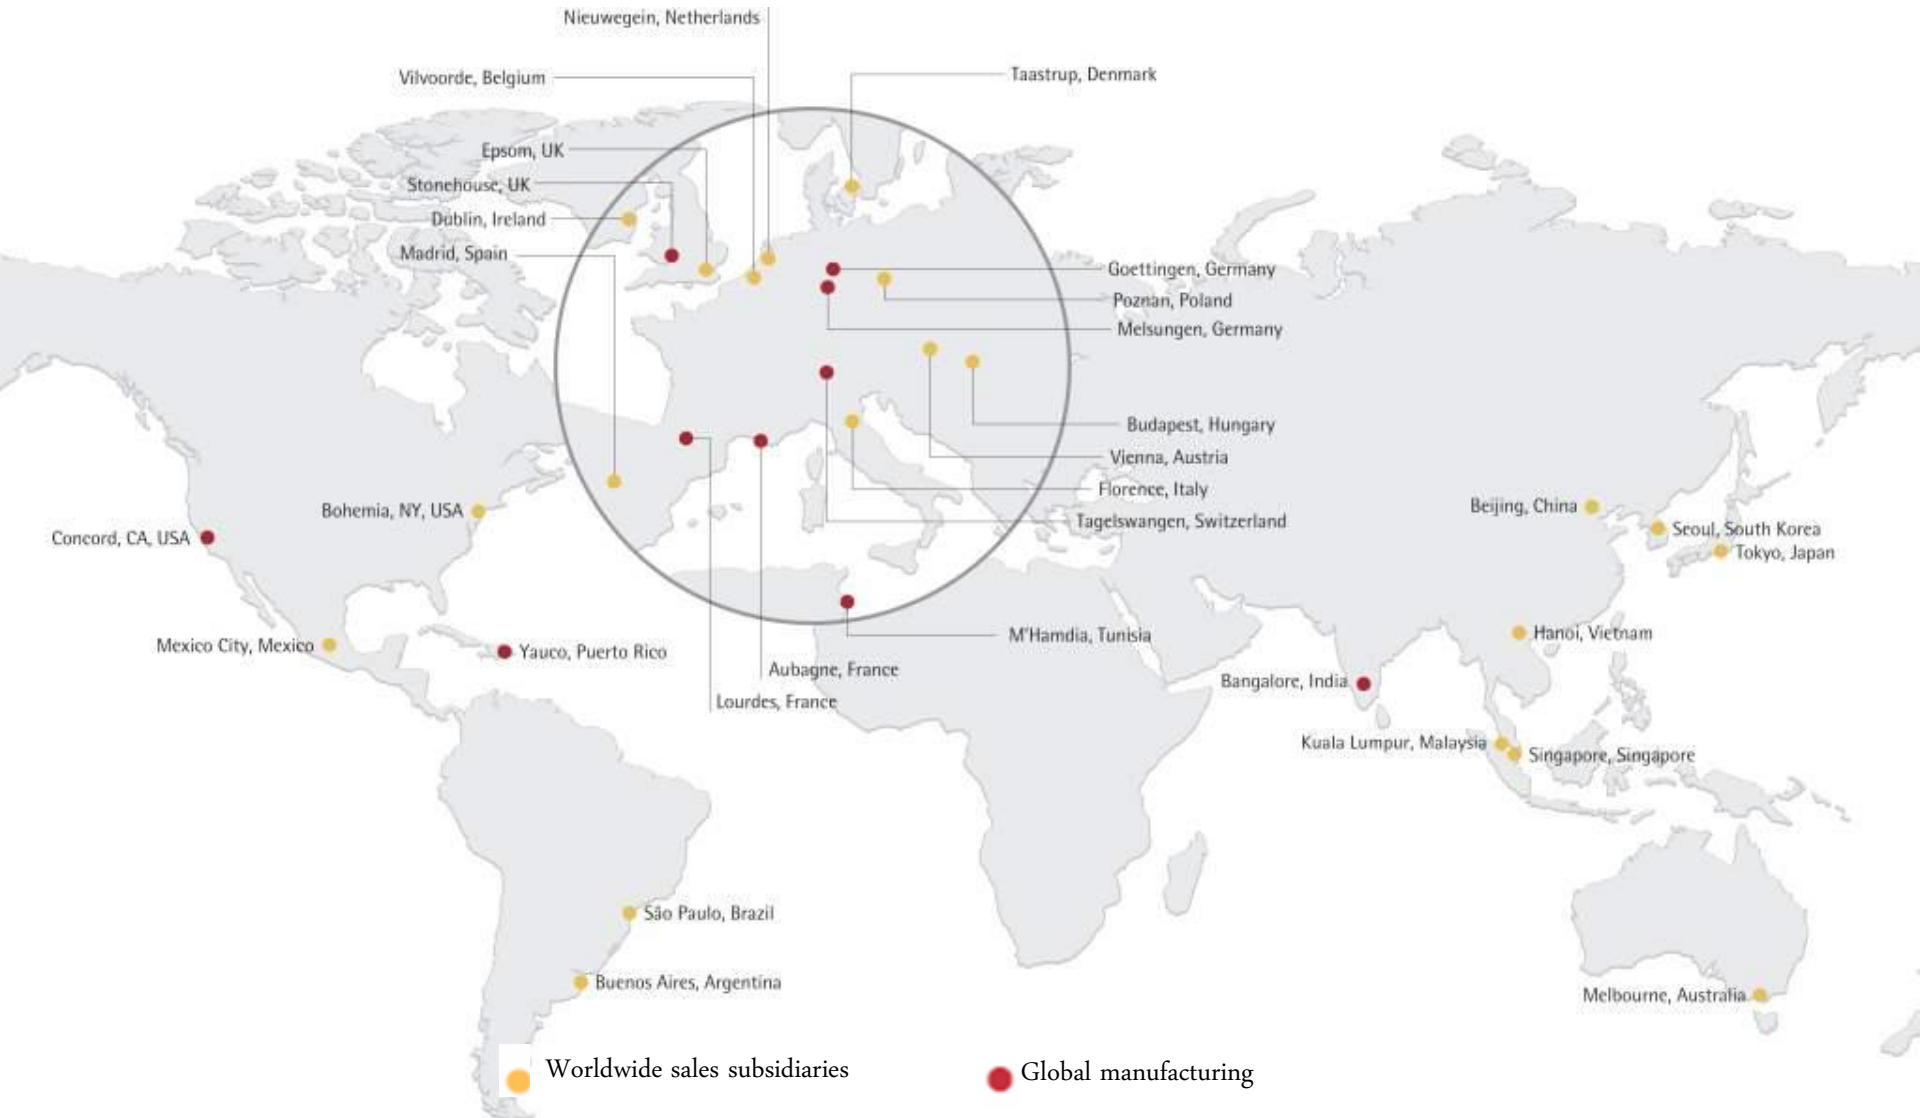 Nieuwegein, Netherlands
Vilvoorde, Belgium
Taastrup, Denmark
Epsom, UK
Stonehouse, UK
Dublin, Ireland
Madrid, Spain
Goettingen, Germany
Poznan, Poland
Melsungen, Germany
Budapest, Hungary
Vienna, Austria
Florence, Italy
Tagelswangen, Switzerland
Bohemia, NY, USA
Concord, CA, USA
Beijing, China
Seoul, South Korea
Tokyo, Japan
Mexico City, Mexico
Yauco, Puerto Rico
M'Hamdia, Tunisia
Hanoi, Vietnam
Aubagne, France
Lourdes, France
Bangalore, India
Kuala Lumpur, Malaysia
Singapore, Singapore
São Paulo, Brazil
Buenos Aires, Argentina
Melbourne, Australia
Worldwide sales subsidiaries
Global manufacturing